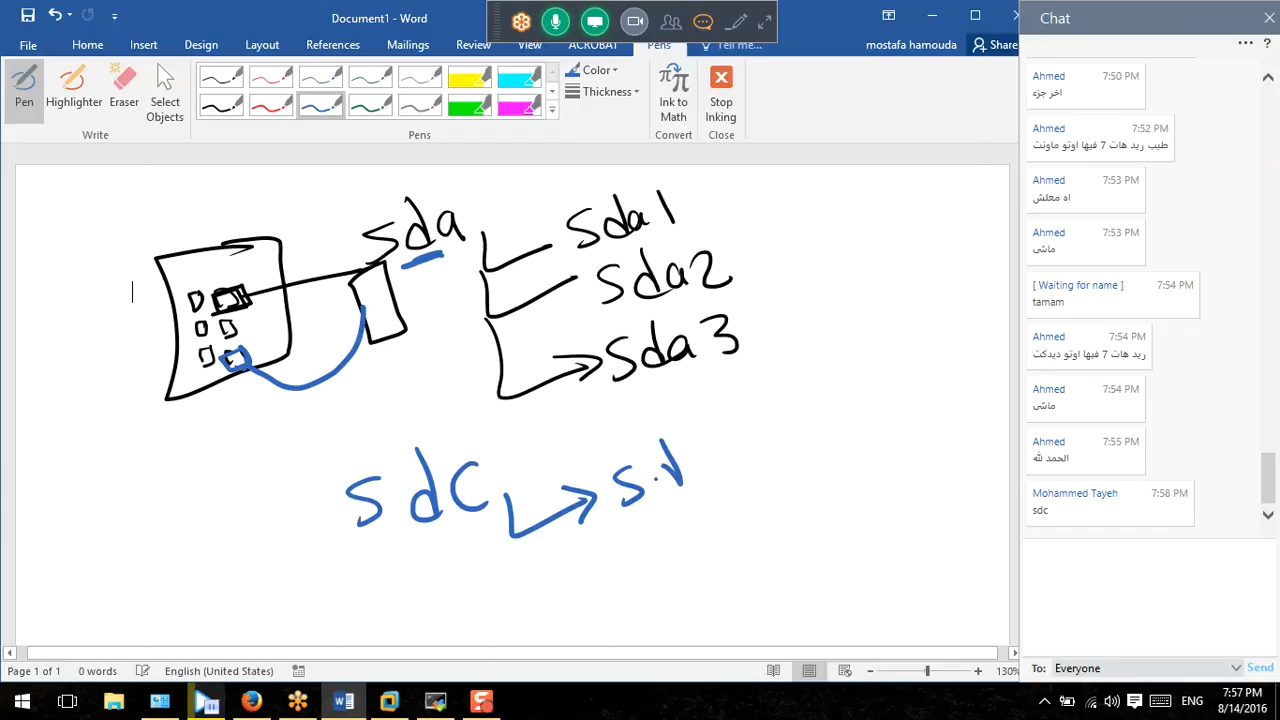 Document1 - Word
File
Home
Insert
Design
Layout
References
Mailings
Review
View
ACROBAT
Pens
Tell me...
mostafa hamouda
Share
Pen
Highlighter
Eraser
Select Objects
Color
Thickness
Ink to Math
Stop Inking
Write
Pens
Convert
Close
sda
sda1
sda2
sda3
sdc
sd
Page 1 of 1
0 words
English (United States)
130%
Chat
Ahmed 7:50 PM
اخر جزء
Ahmed 7:52 PM
طيب ريد هات 7 فيها اوتو ماونت
Ahmed 7:53 PM
اه معلش
Ahmed 7:53 PM
ماشى
[ Waiting for name ] 7:54 PM
tamam
Ahmed 7:54 PM
ريد هات 7 فيها اوتو ديدكت
Ahmed 7:54 PM
ماشى
Ahmed 7:55 PM
الحمد لله
Mohammed Tayeh 7:58 PM
sdc
To: Everyone
Send
ENG
7:57 PM
8/14/2016